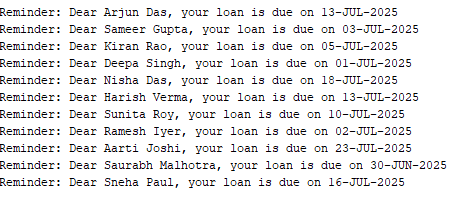 Reminder: Dear Arjun Das, your loan is due on 13-JUL-2025
Reminder: Dear Sameer Gupta, your loan is due on 03-JUL-2025
Reminder: Dear Kiran Rao, your loan is due on 05-JUL-2025
Reminder: Dear Deepa Singh, your loan is due on 01-JUL-2025
Reminder: Dear Nisha Das, your loan is due on 18-JUL-2025
Reminder: Dear Harish Verma, your loan is due on 13-JUL-2025
Reminder: Dear Sunita Roy, your loan is due on 10-JUL-2025
Reminder: Dear Ramesh Iyer, your loan is due on 02-JUL-2025
Reminder: Dear Aarti Joshi, your loan is due on 23-JUL-2025
Reminder: Dear Saurabh Malhotra, your loan is due on 30-JUN-2025
Reminder: Dear Sneha Paul, your loan is due on 16-JUL-2025